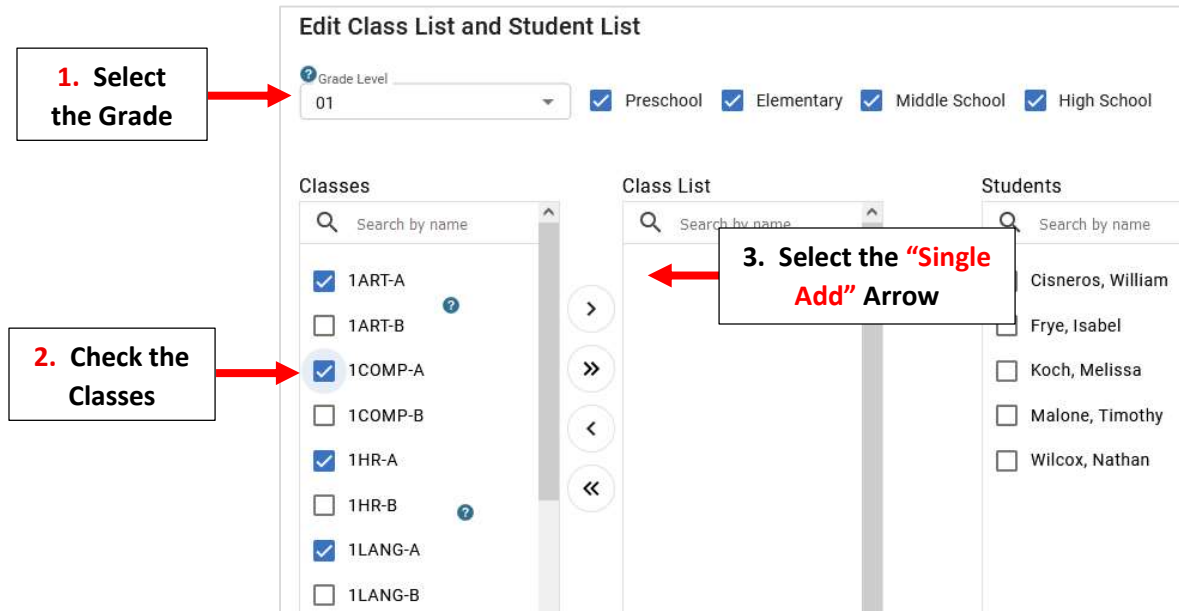 Edit Class List and Student List
1. Select
the Grade
? Grade Level
01
Preschool
Elementary
Middle School
High School
Classes
Class List
Students
Search by name
Search by name
Search by name
3. Select the “Single
Add” Arrow
1ART-A
?
1ART-B
2. Check the
Classes
1COMP-A
1COMP-B
1HR-A
1HR-B
?
1LANG-A
1LANG-B
>
>>
<
<<
Cisneros, William
Frye, Isabel
Koch, Melissa
Malone, Timothy
Wilcox, Nathan